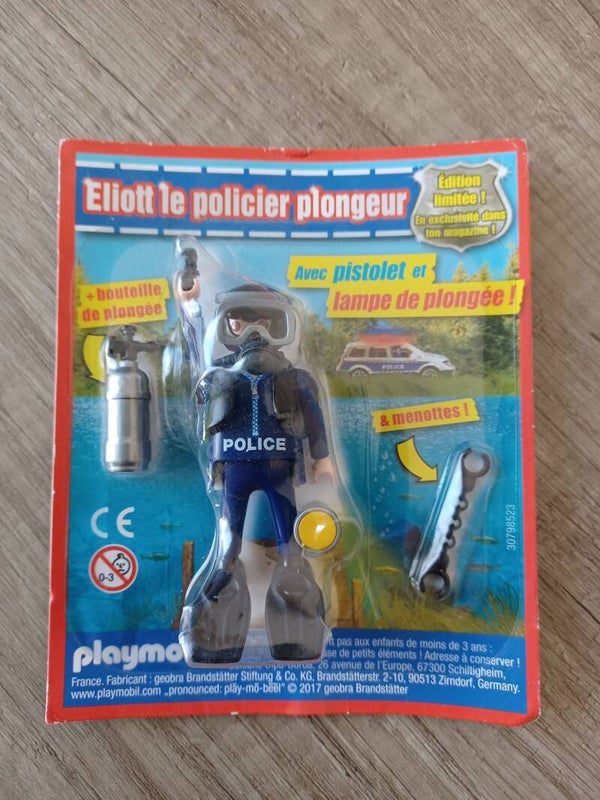 Eliott le policier plongeur
Édition
limitée !
En exclusivité dans
ton magazine !
Avec pistolet et
lampe de plongée !
+ bouteille
de plongée
POLICE
& menottes !
POLICE
30798523
CE
0-3
playmo
nt pas aux enfants de moins de 3 ans :
se de petits éléments ! Adresse à conserver !
26 avenue de l'Europe, 67300 Schiltigheim,
France. Fabricant : geobra Brandstätter Stiftung & Co. KG, Brandstätterstr. 2-10, 90513 Zirndorf, Germany.
www.playmobil.com „pronounced: play-mō-bēēl" © 2017 geobra Brandstätter